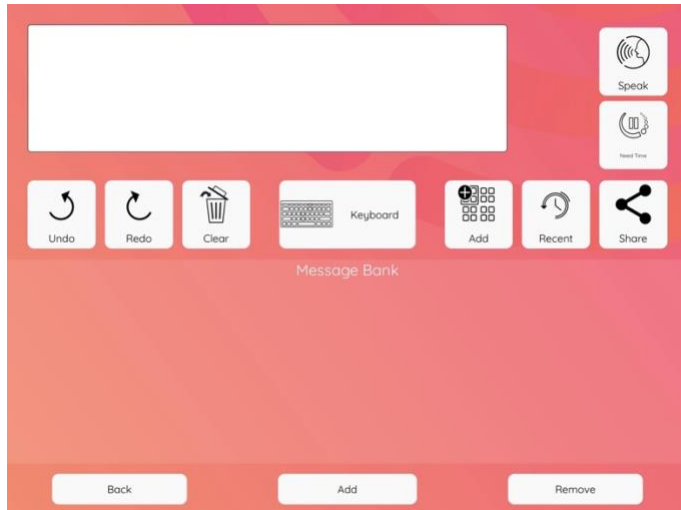 Speak
Need Time
Undo
Redo
Clear
Keyboard
Add
Recent
Share
Message Bank
Back
Add
Remove